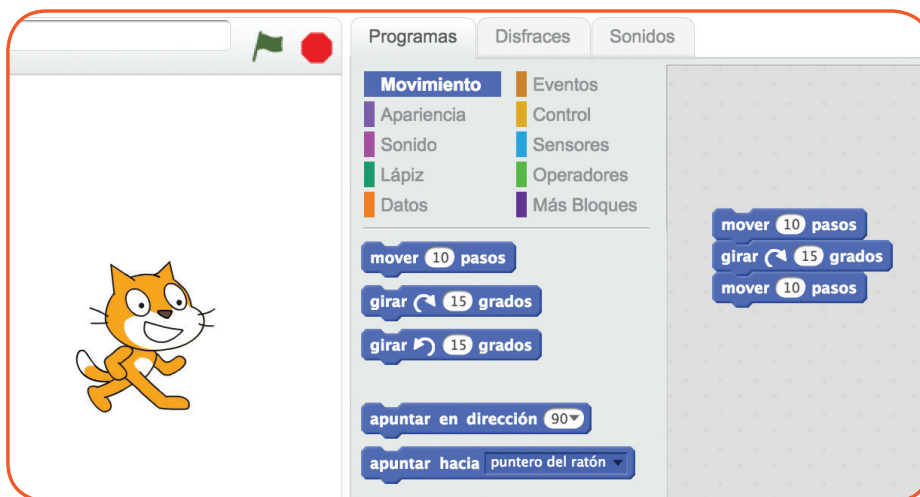 Programas Disfraces Sonidos
Movimiento Eventos
Apariencia Control
Sonido Sensores
Lápiz Operadores
Datos Más Bloques
mover 10 pasos
girar 15 grados
girar 15 grados
apuntar en dirección 90
apuntar hacia puntero del ratón
mover 10 pasos
girar 15 grados
mover 10 pasos